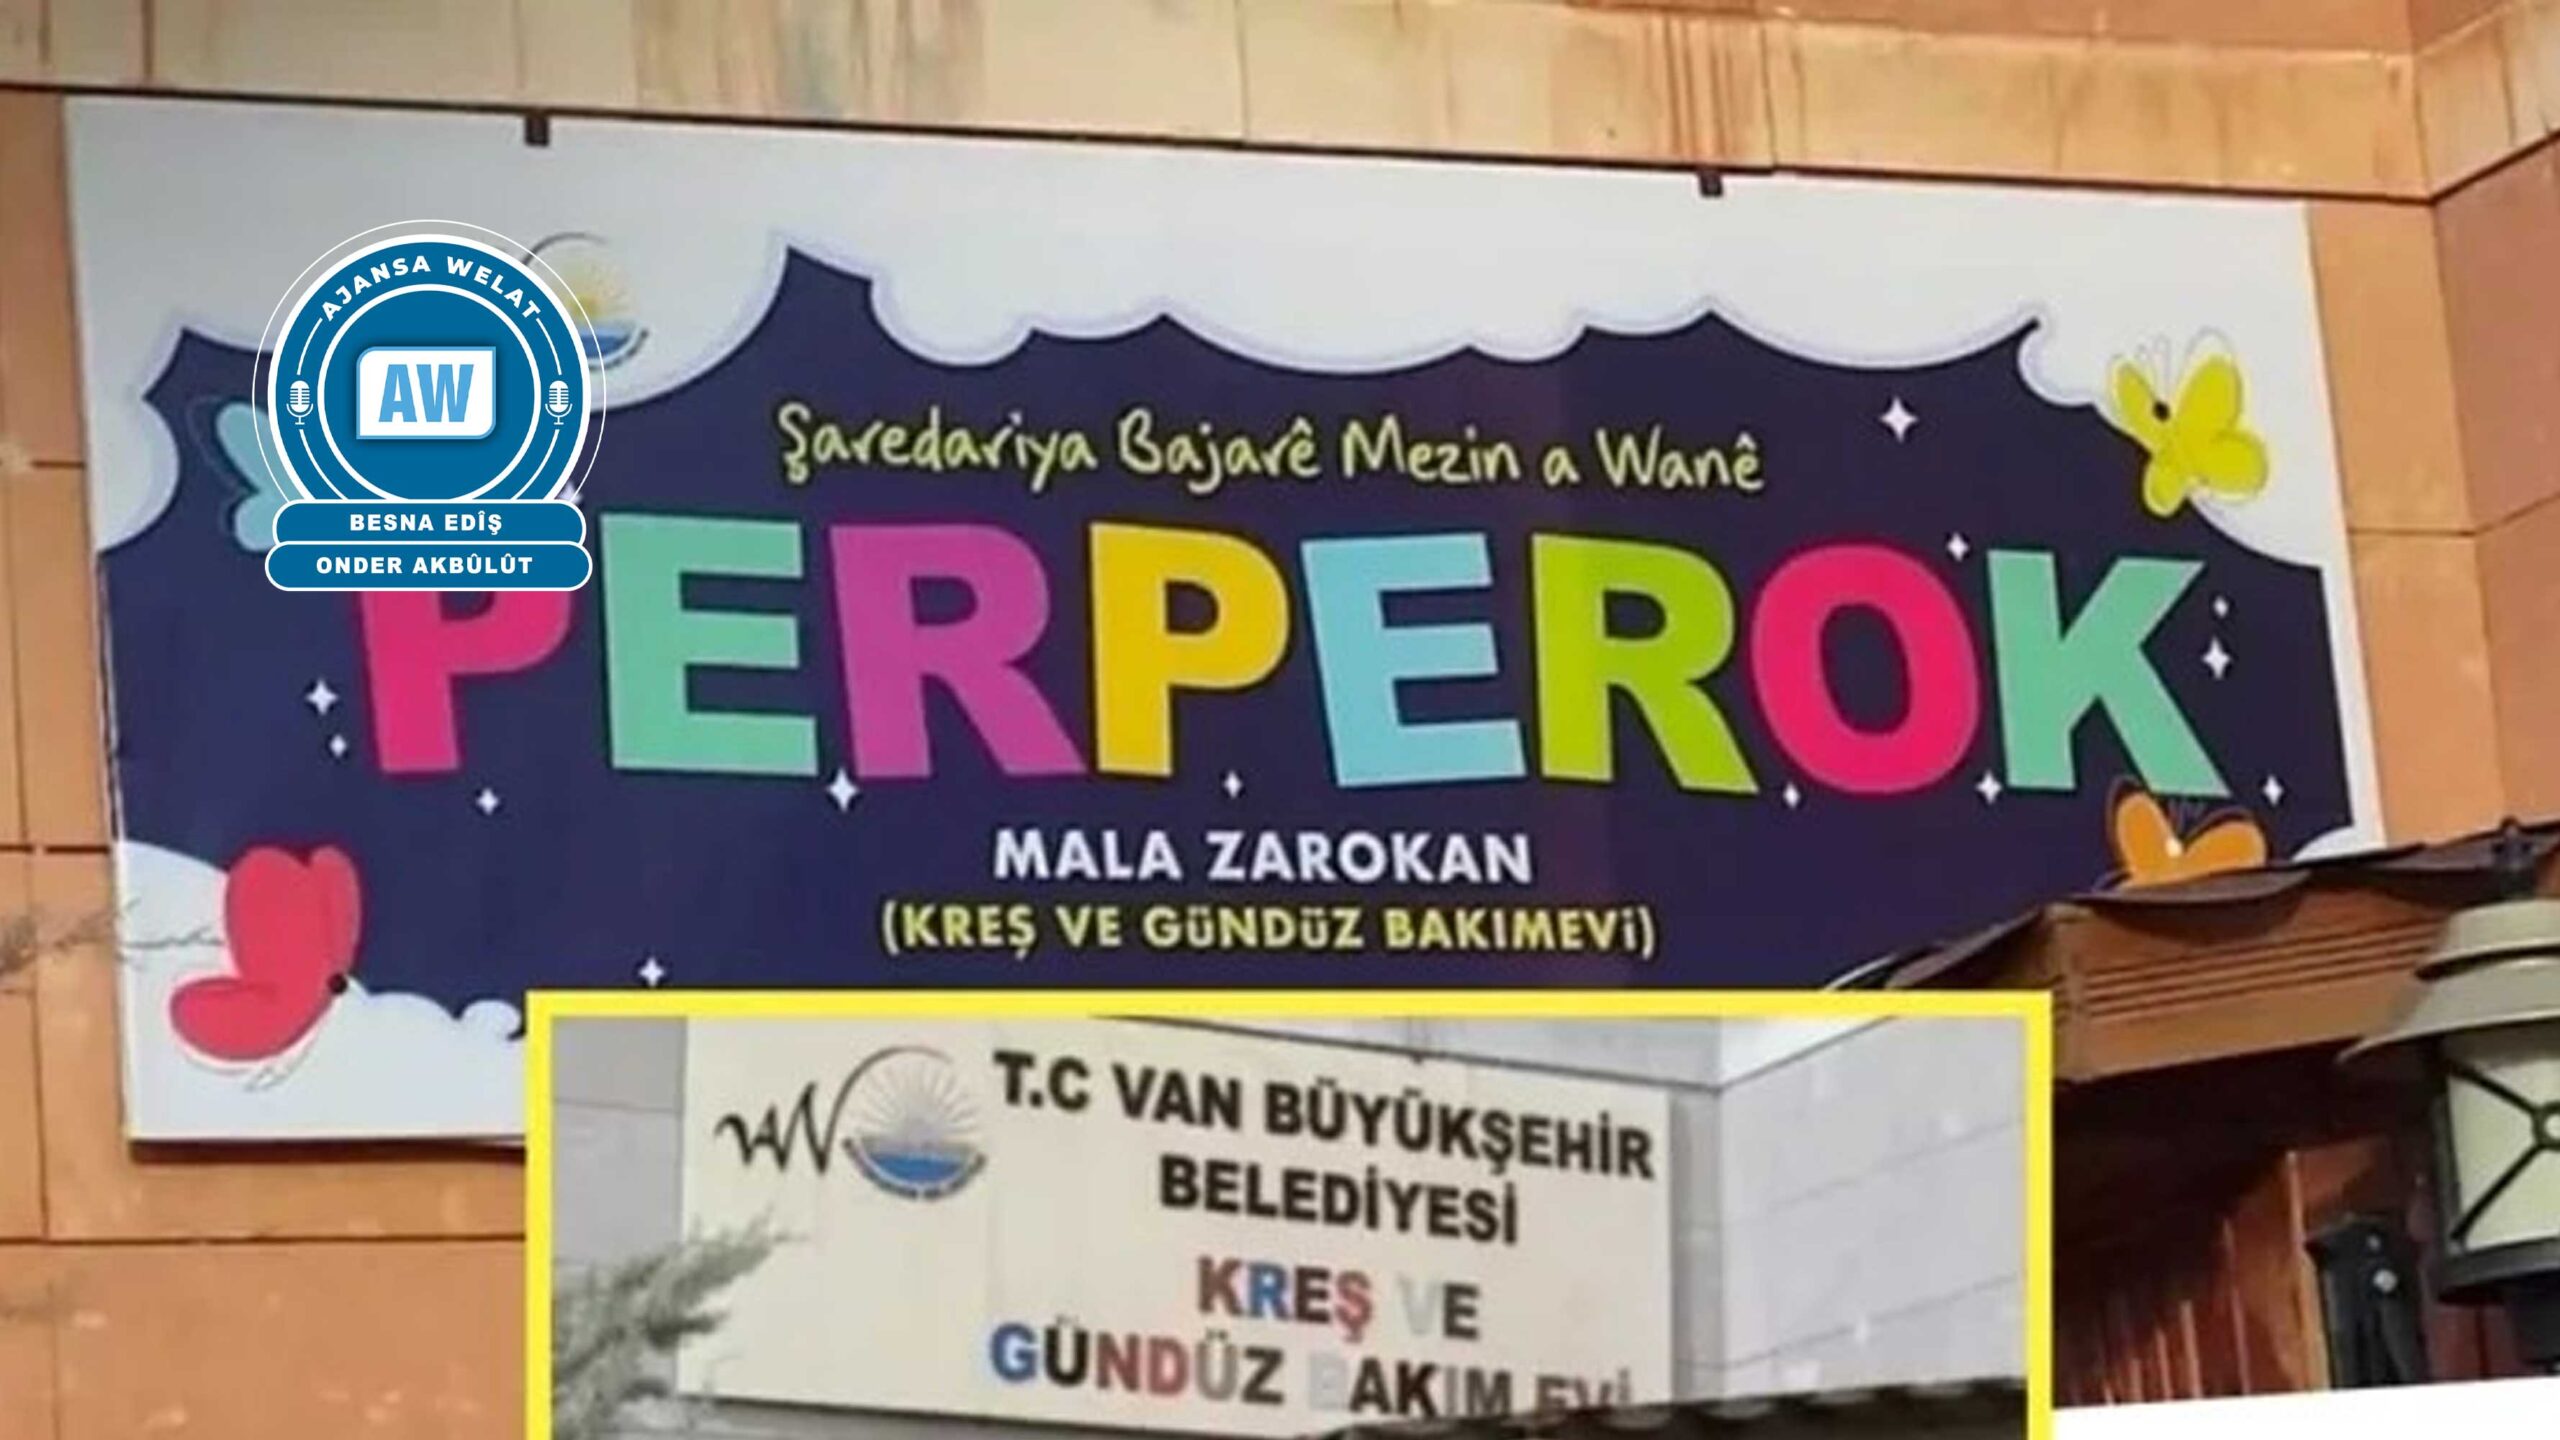 AJANSA WELAT
AW
BESNA EDÎŞ
ONDER AKBÛLÛT
Şaredariya Bajarê Mezin a Wanê
PERPEROK
MALA ZAROKAN
(KREŞ VE GÜNDÜZ BAKIMEVİ)
VAN
T.C VAN BÜYÜKŞEHİR
BELEDİYESİ
KREŞ VE
GÜNDÜZ BAKIM EVİ